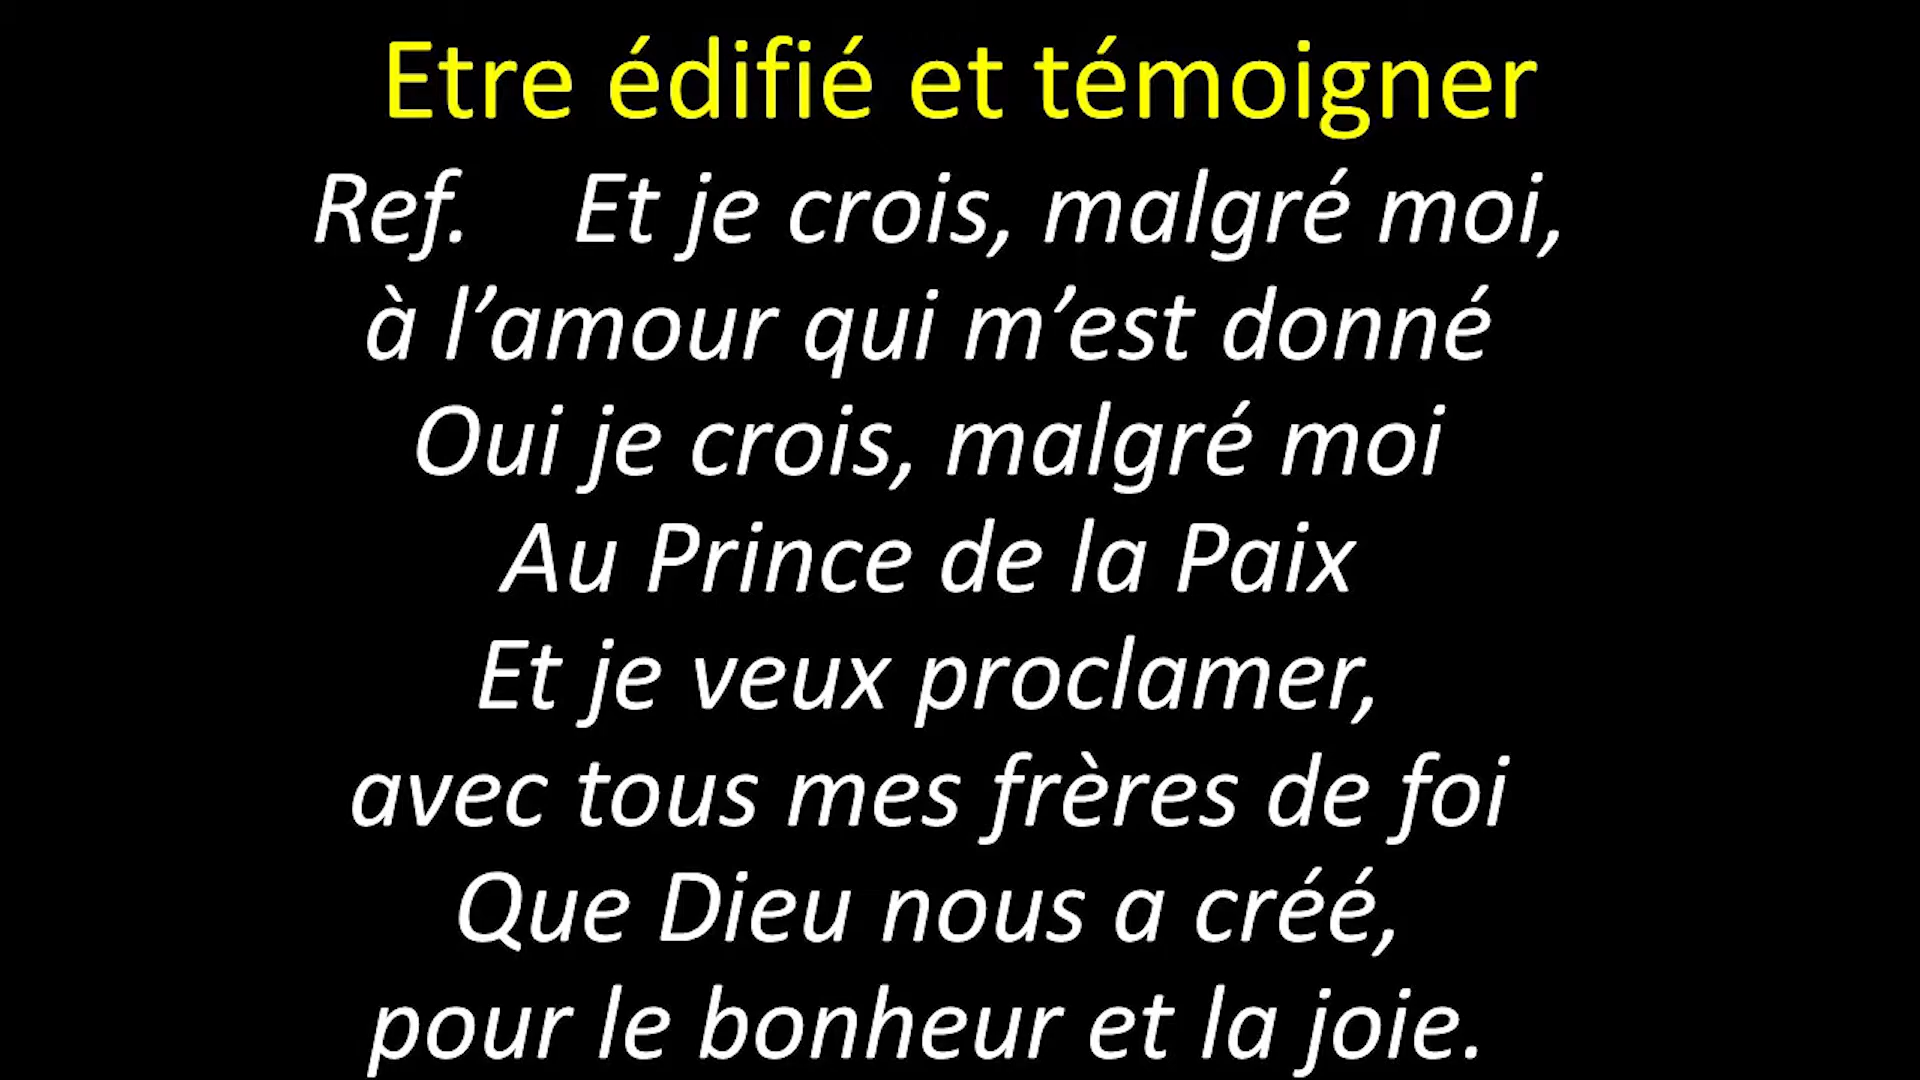 Etre édifié et témoigner
Ref. Et je crois, malgré moi,
à l’amour qui m’est donné
Oui je crois, malgré moi
Au Prince de la Paix
Et je veux proclamer,
avec tous mes frères de foi
Que Dieu nous a créé,
pour le bonheur et la joie.